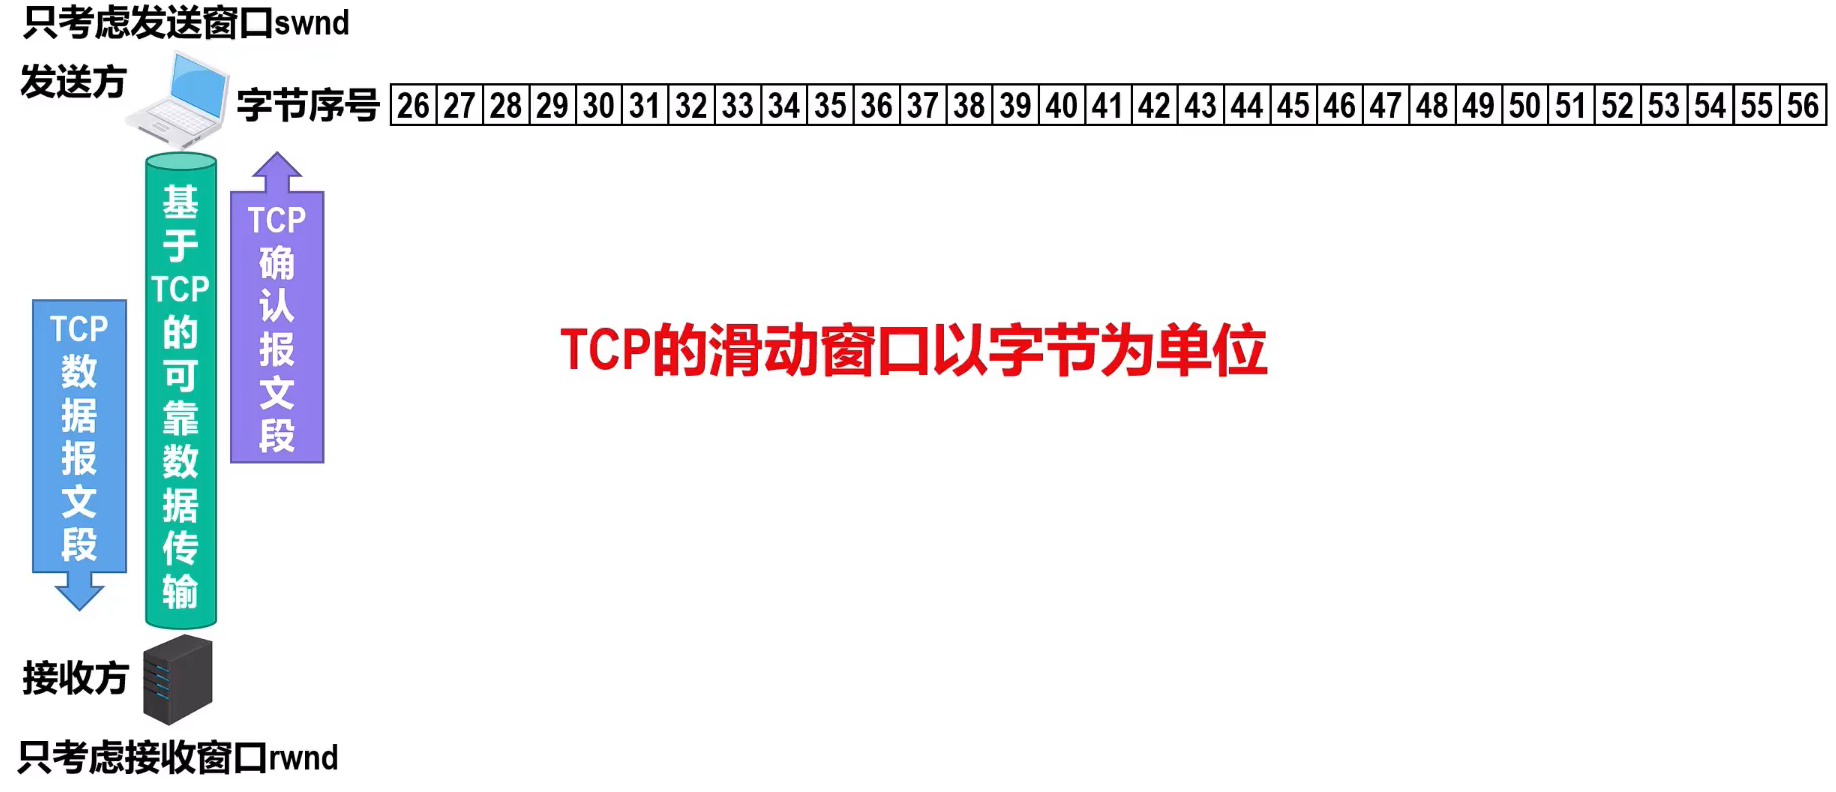 只考虑发送窗口swnd
发送方
字节序号 26 27 28 29 30 31 32 33 34 35 36 37 38 39 40 41 42 43 44 45 46 47 48 49 50 51 52 53 54 55 56
TCP确认报文段
基于TCP的可靠数据传输
TCP数据报文段
TCP的滑动窗口以字节为单位
接收方
只考虑接收窗口rwnd